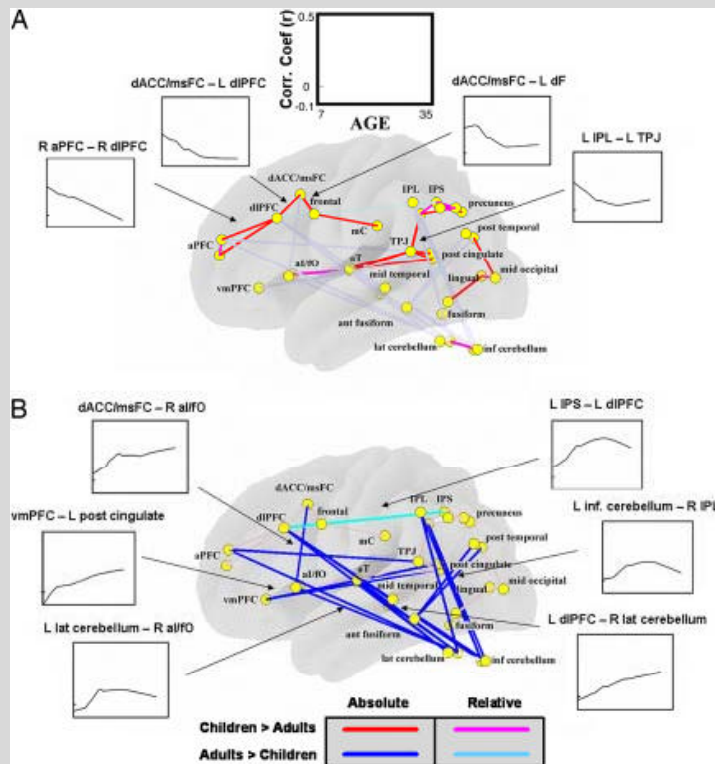 A
Corr. Coef (r)
0.5
0
-0.1
7
35
AGE
dACC/msFC – L dlPFC
dACC/msFC – L dF
R aPFC – R dlPFC
L IPL – L TPJ
dACC/msFC
dlPFC
frontal
IPL
IPS
precuneus
aPFC
mC
TPJ
post temporal
post cingulate
aI/fO
aT
mid temporal
lingual
mid occipital
vmPFC
ant fusiform
fusiform
lat cerebellum
inf cerebellum
B
dACC/msFC – R aI/fO
L IPS – L dlPFC
vmPFC – L post cingulate
L inf. cerebellum – R IPL
L lat cerebellum – R aI/fO
L dlPFC – R lat cerebellum
dACC/msFC
dlPFC
frontal
IPL
IPS
precuneus
aPFC
mC
TPJ
post temporal
post cingulate
aI/fO
aT
mid temporal
lingual
mid occipital
vmPFC
ant fusiform
fusiform
lat cerebellum
inf cerebellum
Absolute
Relative
Children > Adults
Adults > Children